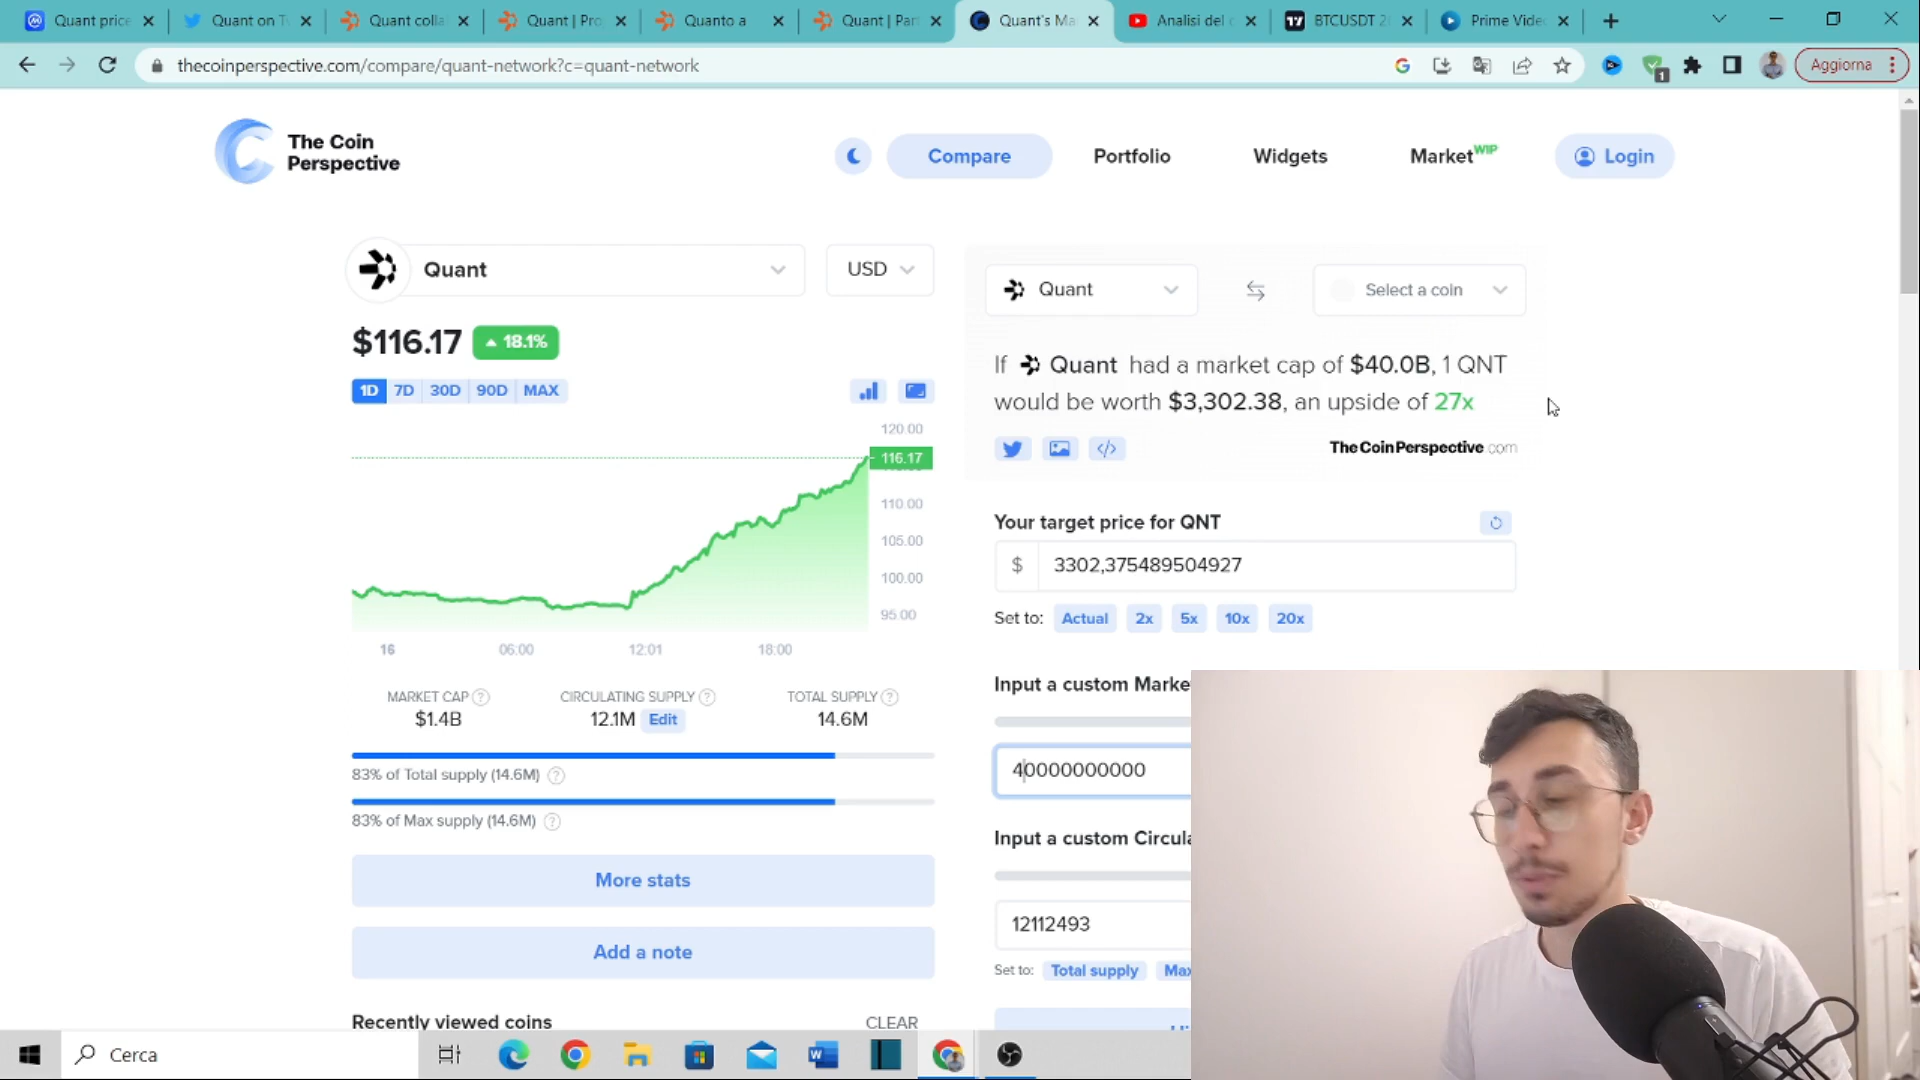 Quant price
Quant on Tw
Quant colla
Quant | Pro
Quanto a
Quant | Part
Quant's Ma
Analisi del
BTCUSDT
Prime Vide
thecoinperspective.com/compare/quant-network?c=quant-network
1
Aggiorna
The Coin
Perspective
Compare
Portfolio
Widgets
Market WIP
Login
Quant
USD
$116.17
18.1%
1D 7D 30D 90D MAX
120.00
116.17
110.00
105.00
100.00
95.00
16 06:00 12:01 18:00
MARKET CAP ?
$1.4B
CIRCULATING SUPPLY ?
12.1M Edit
TOTAL SUPPLY ?
14.6M
83% of Total supply (14.6M) ?
83% of Max supply (14.6M) ?
More stats
Add a note
Recently viewed coins CLEAR
Quant
Select a coin
If Quant had a market cap of $40.0B, 1 QNT
would be worth $3,302.38, an upside of 27x
</>
TheCoinPerspective.com
Your target price for QNT
$ 3302,375489504927
Set to: Actual 2x 5x 10x 20x
Input a custom Marke
40000000000
Input a custom Circula
12112493
Set to: Total supply Max
Cerca